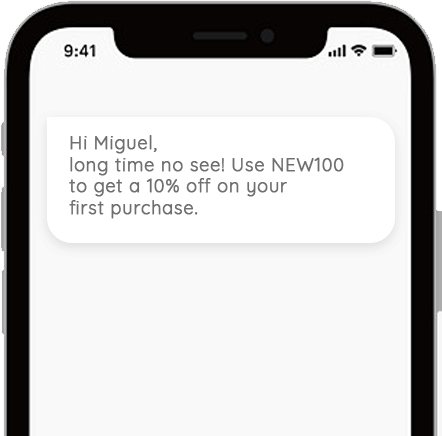 9:41
Hi Miguel,
long time no see! Use NEW100
to get a 10% off on your
first purchase.